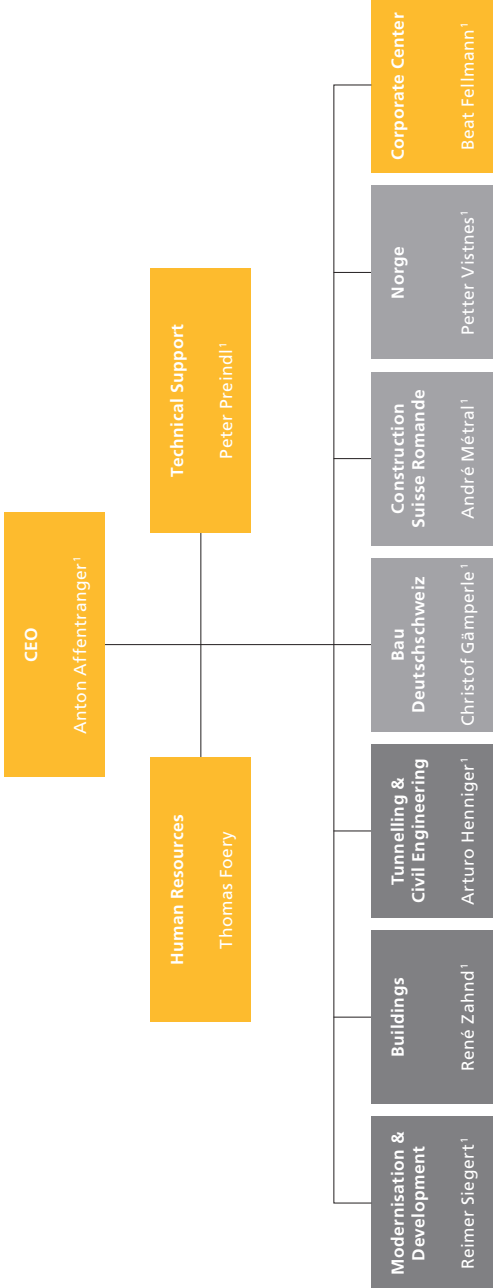 CEO
Anton Affentranger¹
Human Resources
Thomas Foery
Technical Support
Peter Preindl¹
Modernisation &
Development
Reimer Siegert¹
Buildings
René Zahnd¹
Tunnelling &
Civil Engineering
Arturo Henniger¹
Bau
Deutschschweiz
Christof Gämperle¹
Construction
Suisse Romande
André Métral¹
Norge
Petter Vistnes¹
Corporate Center
Beat Fellmann¹